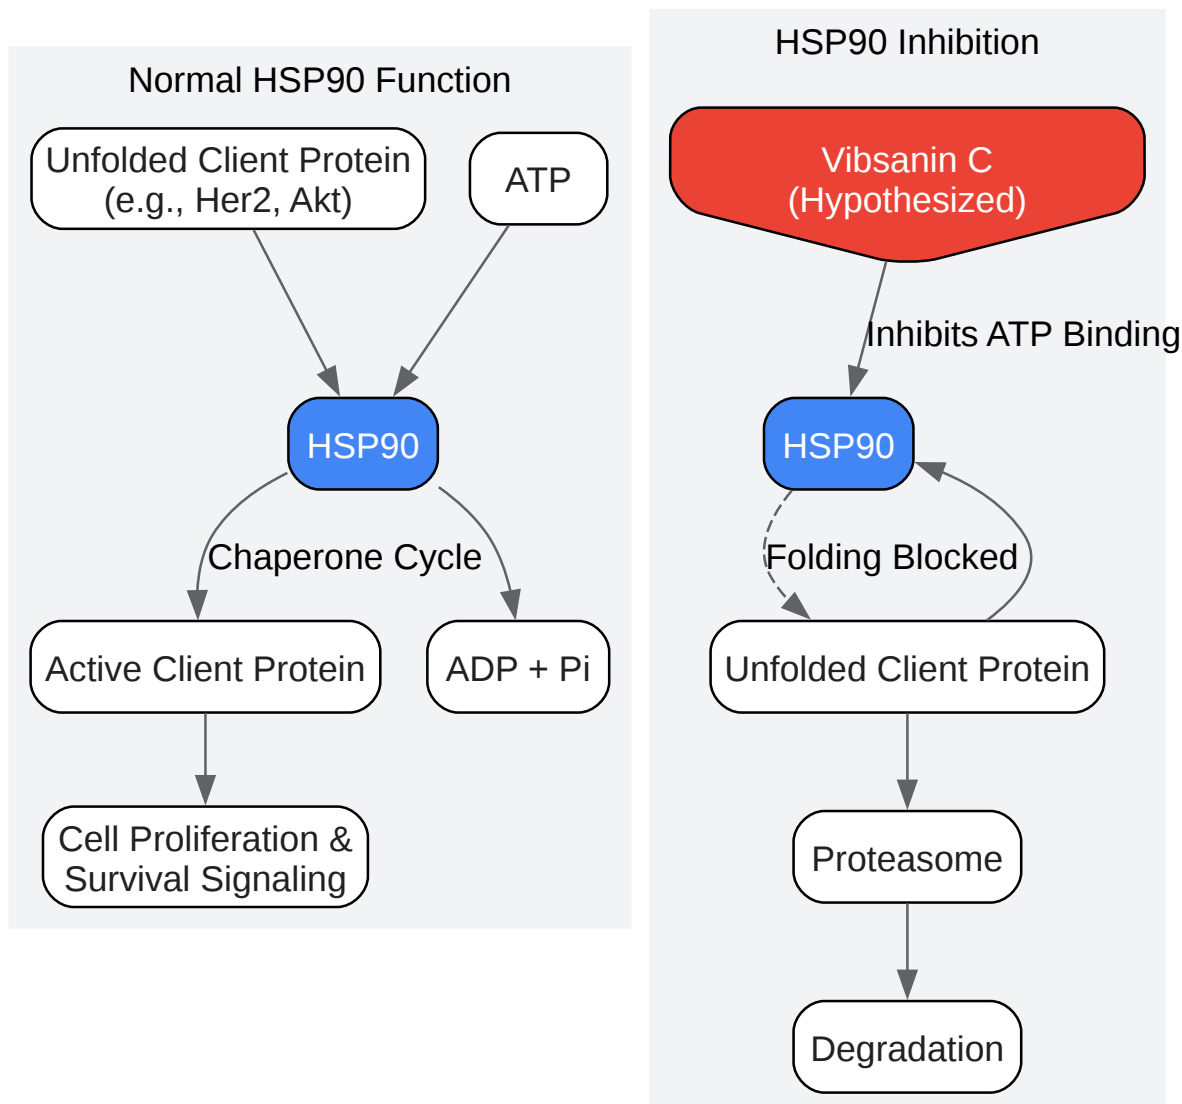 Normal HSP90 Function
Unfolded Client Protein
(e.g., Her2, Akt)
ATP
HSP90
Chaperone Cycle
Active Client Protein
ADP + Pi
Cell Proliferation &
Survival Signaling
HSP90 Inhibition
Vibsanin C
(Hypothesized)
Inhibits ATP Binding
HSP90
Folding Blocked
Unfolded Client Protein
Proteasome
Degradation